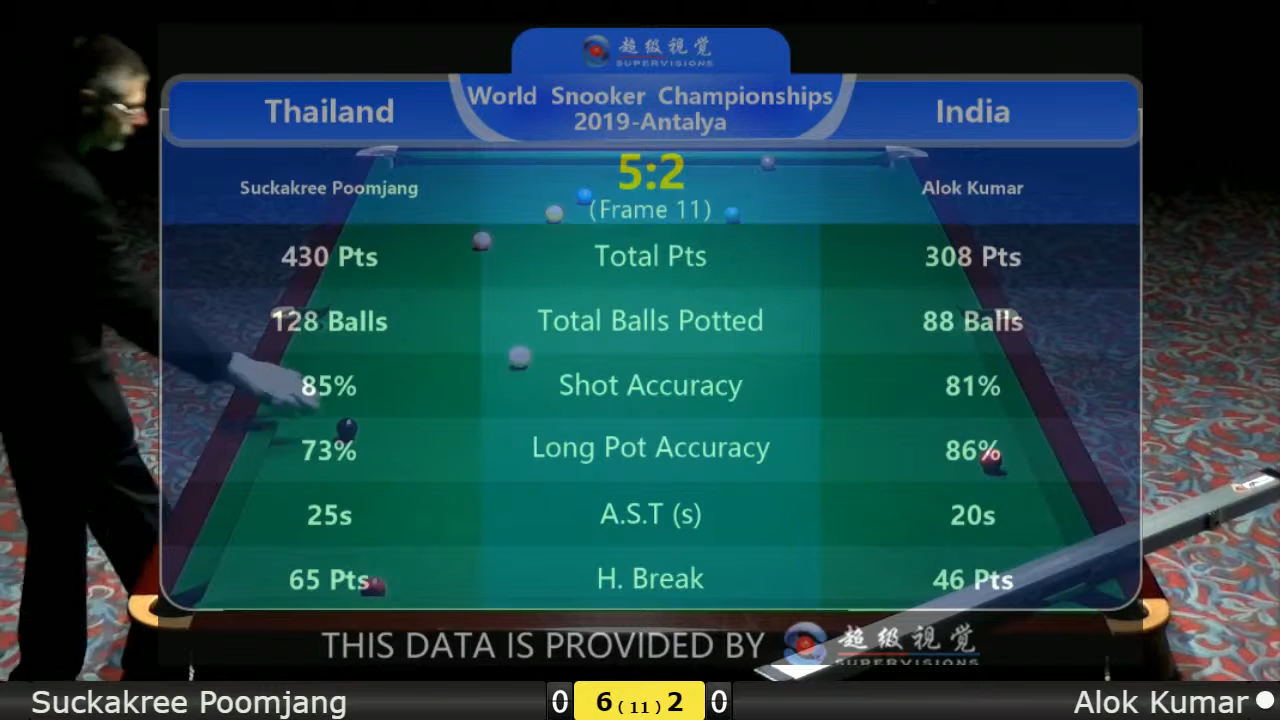 超级视觉
SUPERVISIONS
Thailand
World Snooker Championships
2019-Antalya
India
Suckakree Poomjang
5:2
(Frame 11)
Alok Kumar
430 Pts
Total Pts
308 Pts
128 Balls
Total Balls Potted
88 Balls
85%
Shot Accuracy
81%
73%
Long Pot Accuracy
86%
25s
A.S.T (s)
20s
65 Pts
H. Break
46 Pts
THIS DATA IS PROVIDED BY
超级视觉
SUPERVISIONS
Suckakree Poomjang
0
6 (11) 2
0
Alok Kumar